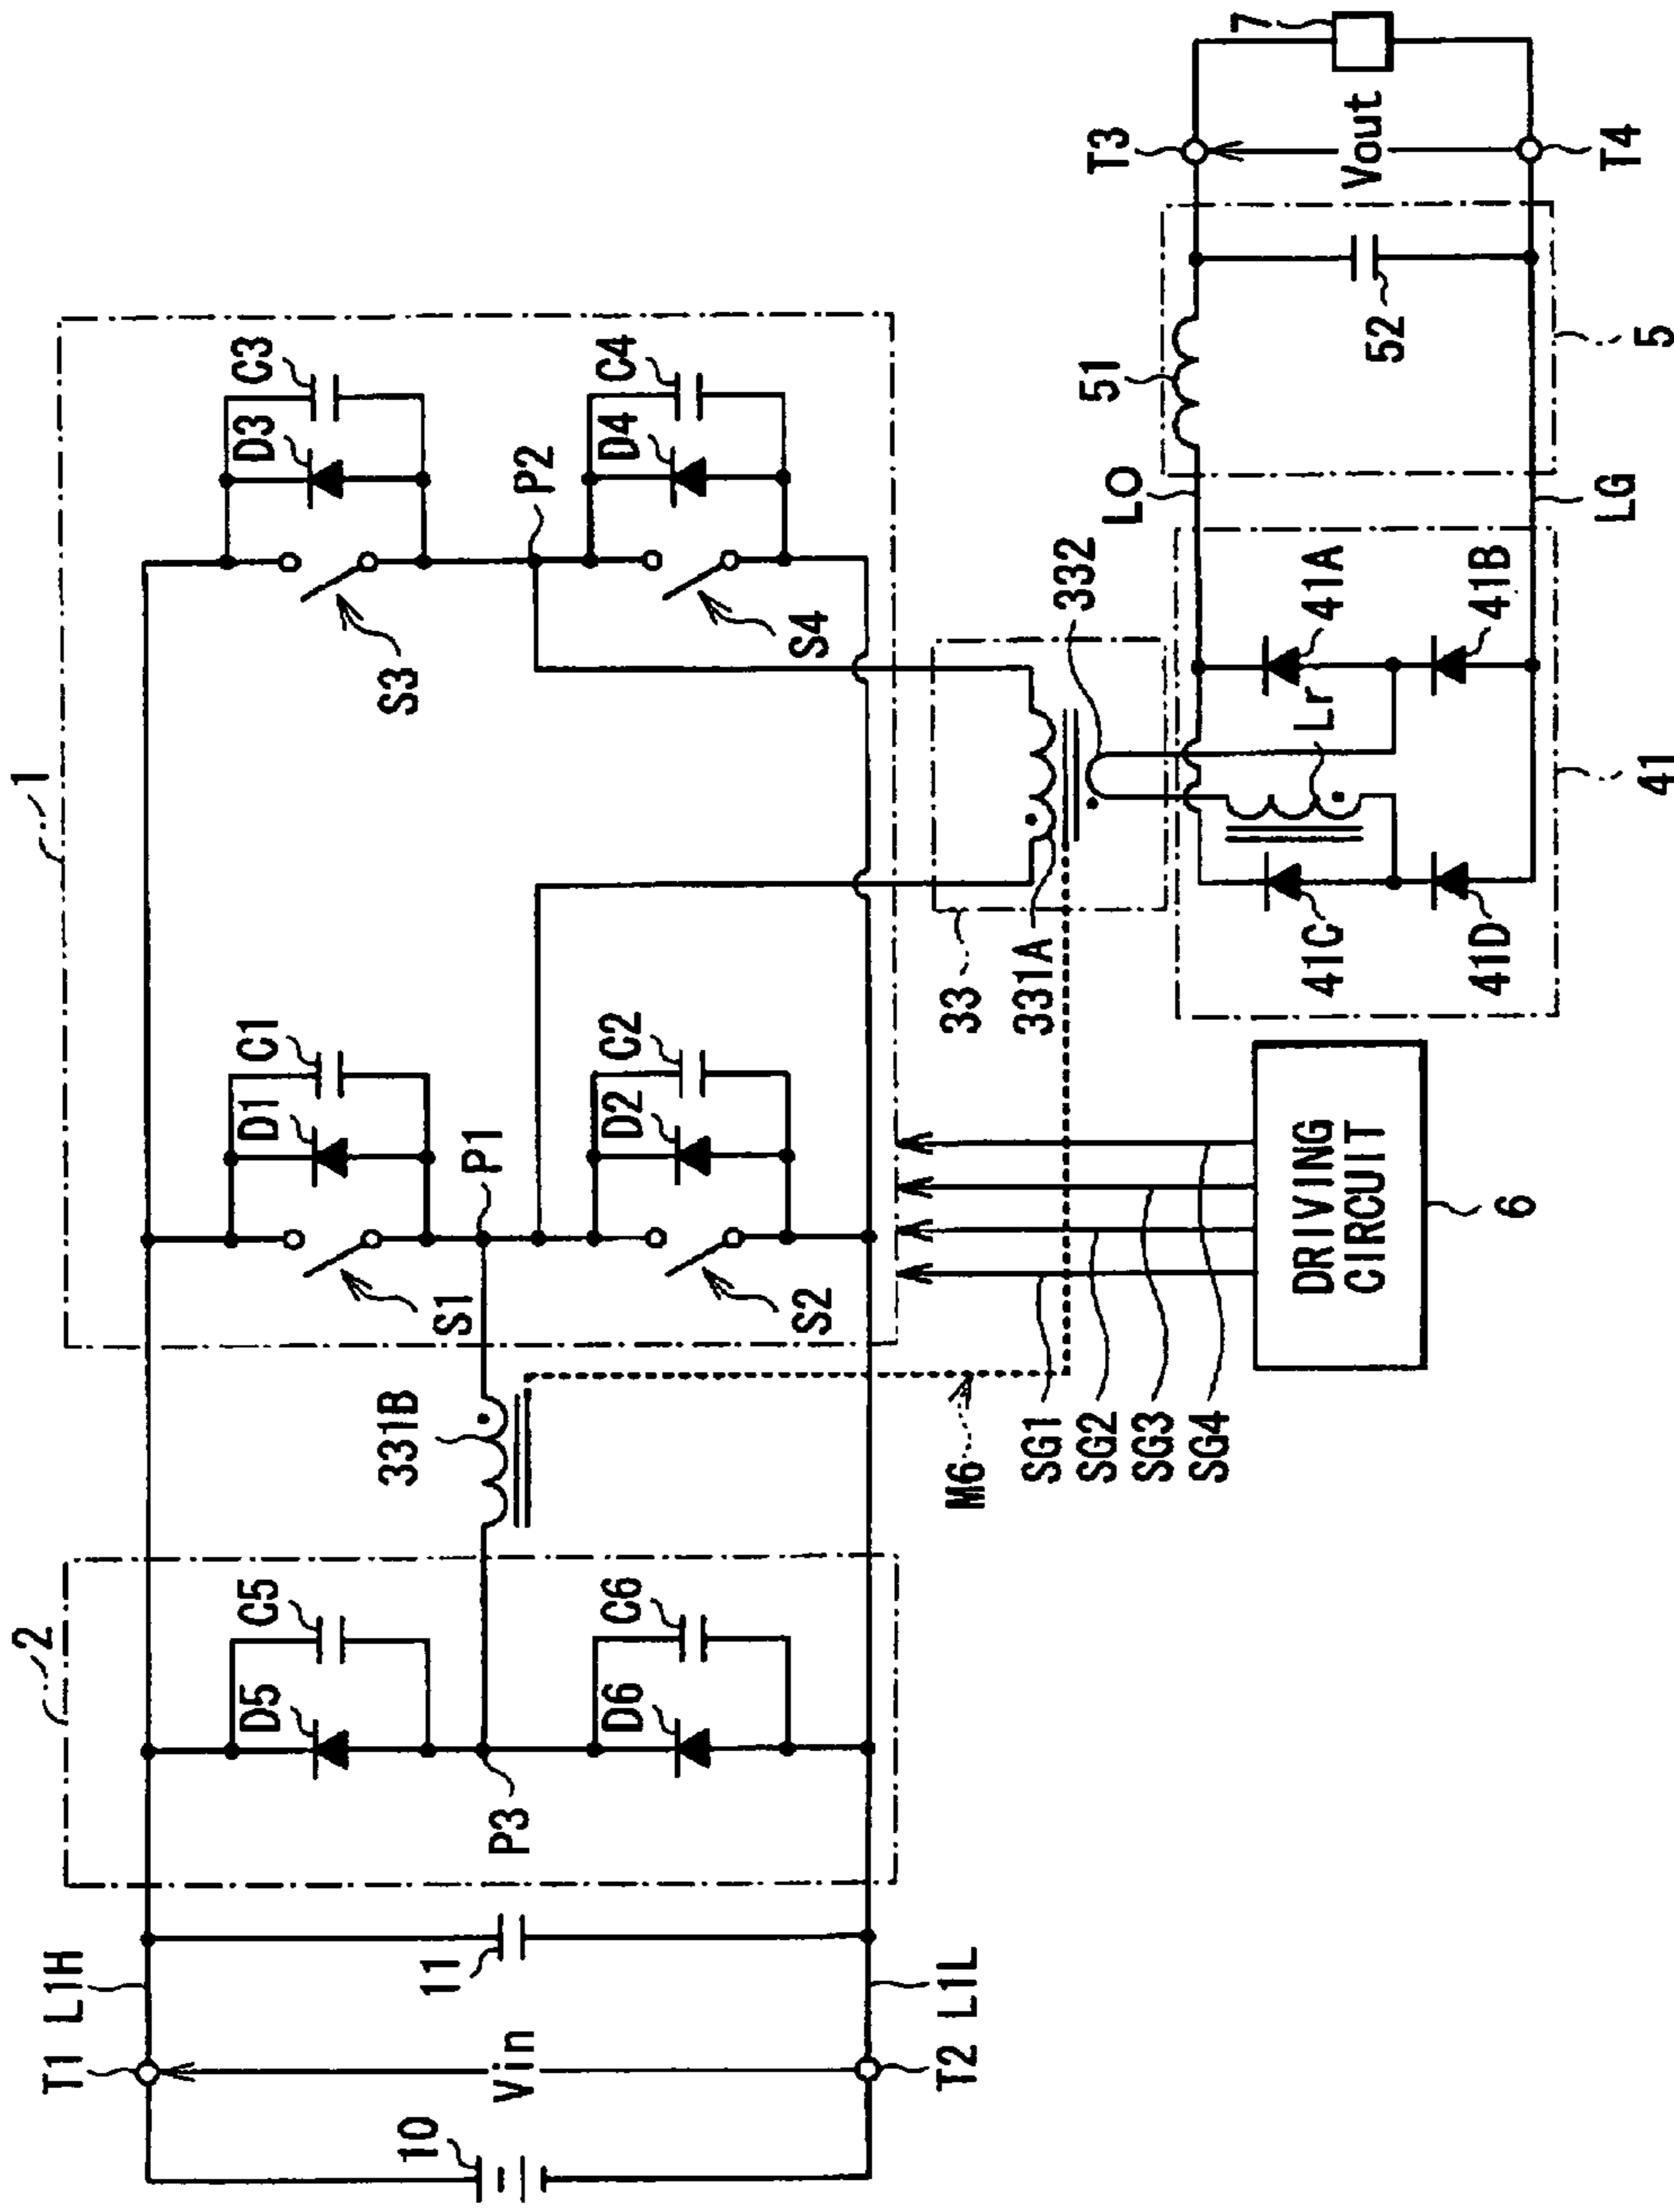 1
2
T1
L1H
D5
C5
331B
D1
C1
S1
P1
S3
D3
C3
P2
10
Vin
11
P3
D6
C6
S2
D2
C2
S4
D4
C4
T2
L1L
M6
SG1
SG2
SG3
SG4
DRIVING
CIRCUIT
6
33
331A
332
41C
41D
Lr
41A
41B
41
LO
LG
51
52
5
T3
Vout
T4
7